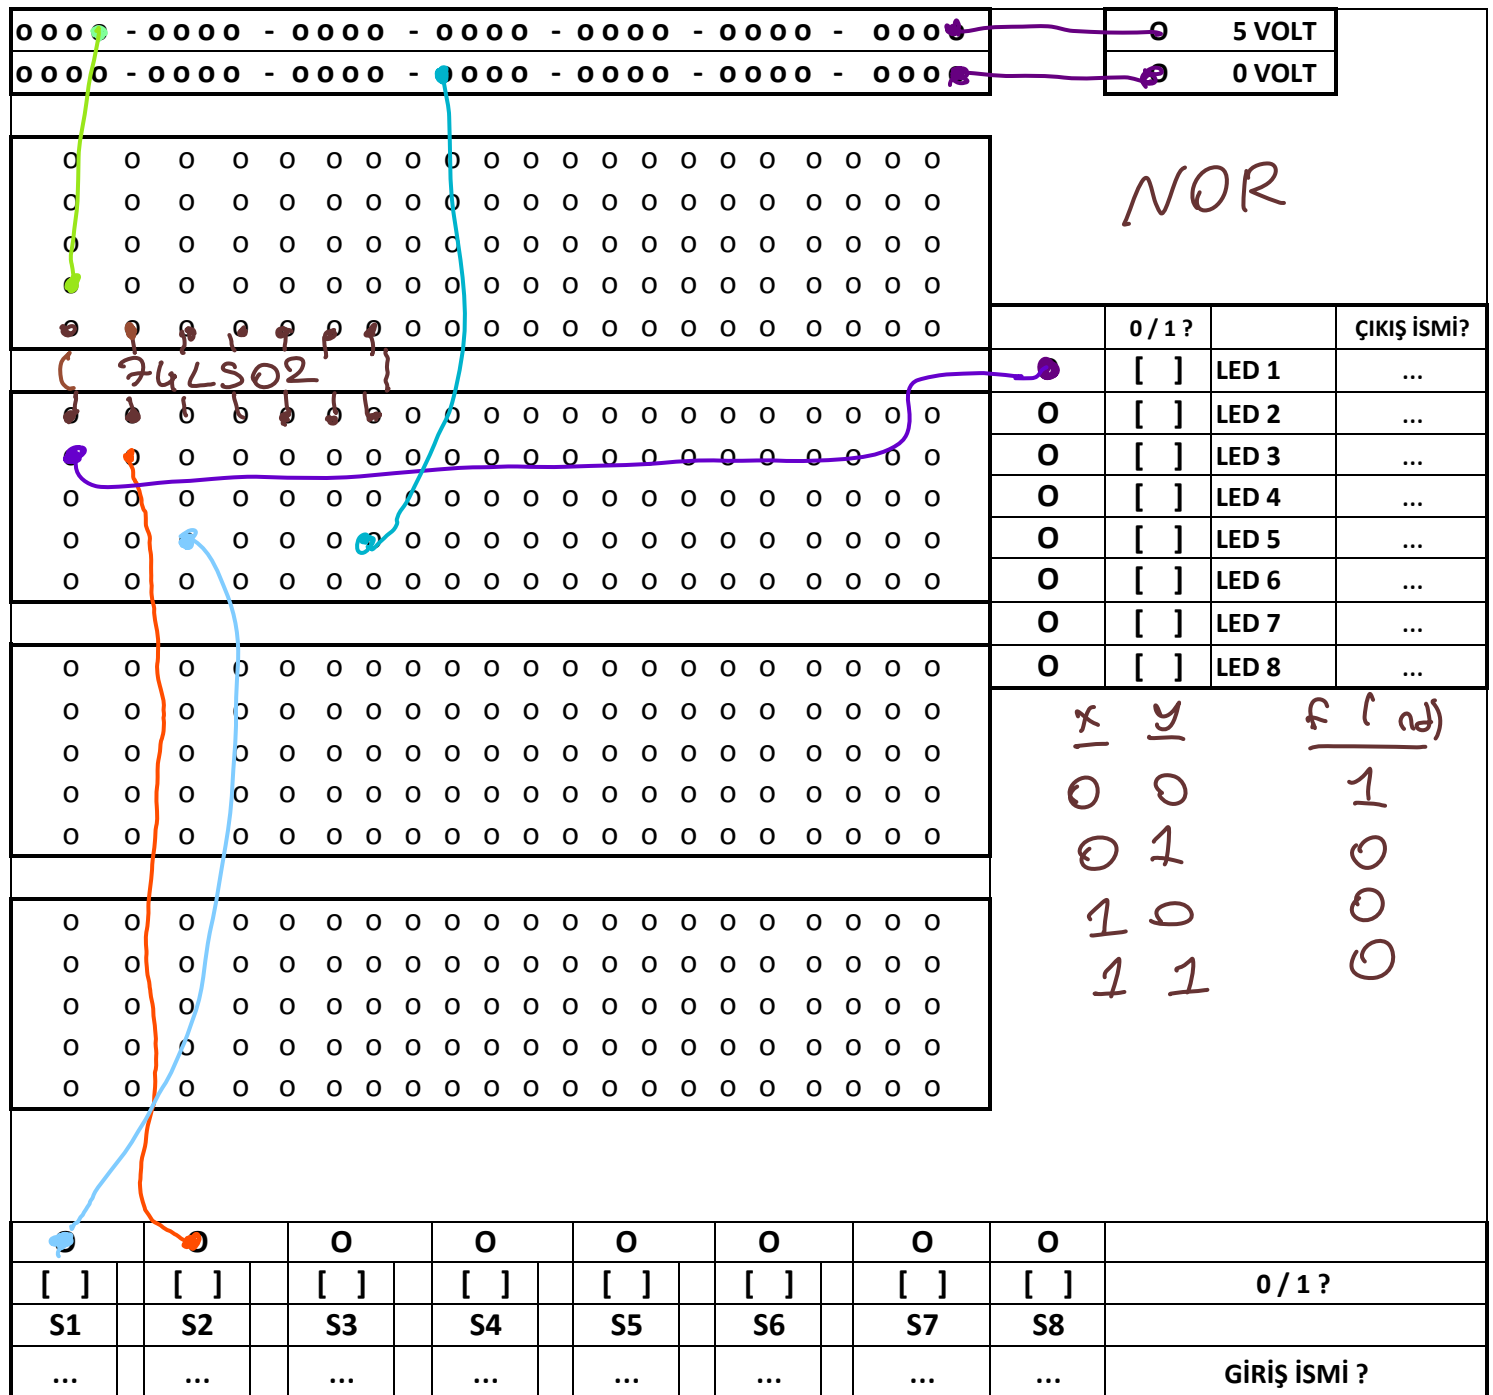 o o o o - o o o o - o o o o - o o o o - o o o o - o o o o O 5 VOLT
o o o o - o o o o - o o o o - o o o o - o o o o - o o o o O 0 VOLT
o o o o o o o o o o o o o o o o o o o o o
o o o o o o o o o o o o o o o o o o o o o
NOR
o o o o o o o o o o o o o o o o o o o o o
o o o o o o o o o o o o o o o o o o o o o
o o o o o o o o o o o o o o o o o o o o o 0 / 1 ? ÇIKIŞ İSMİ?
74LS02
O [ ] LED 1 ...
o o o o o o o o o o o o o o o o o o o o o O [ ] LED 2 ...
o o o o o o o o o o o o o o o o o o o o o O [ ] LED 3 ...
o o o o o o o o o o o o o o o o o o o o o O [ ] LED 4 ...
o o o o o o o o o o o o o o o o o o o o o O [ ] LED 5 ...
o o o o o o o o o o o o o o o o o o o o o O [ ] LED 6 ...
O [ ] LED 7 ...
o o o o o o o o o o o o o o o o o o o o o O [ ] LED 8 ...
o o o o o o o o o o o o o o o o o o o o o x y f
o o o o o o o o o o o o o o o o o o o o o
o o o o o o o o o o o o o o o o o o o o o 0 0 1
o o o o o o o o o o o o o o o o o o o o o 0 1 0
o o o o o o o o o o o o o o o o o o o o o 1 0 0
o o o o o o o o o o o o o o o o o o o o o 1 1 0
o o o o o o o o o o o o o o o o o o o o o
o o o o o o o o o o o o o o o o o o o o o
o o o o o o o o o o o o o o o o o o o o o
O O O O O O O O
[ ] [ ] [ ] [ ] [ ] [ ] [ ] [ ] 0 / 1 ?
S1 S2 S3 S4 S5 S6 S7 S8
... ... ... ... ... ... ... ... GİRİŞ İSMİ ?